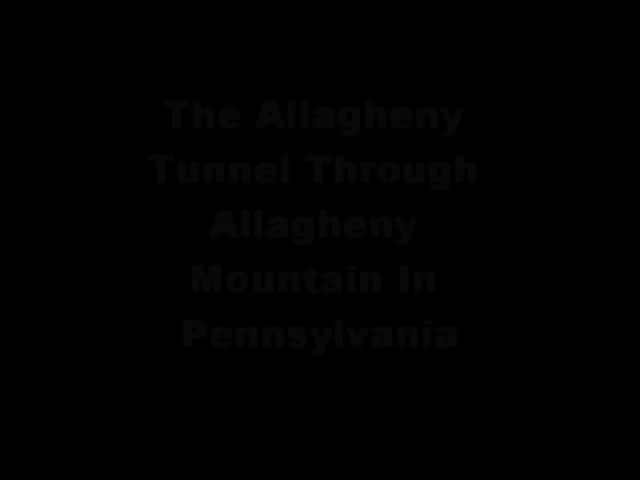 The Allagheny
Tunnel Through
Allagheny
Mountain In
Pennsylvania